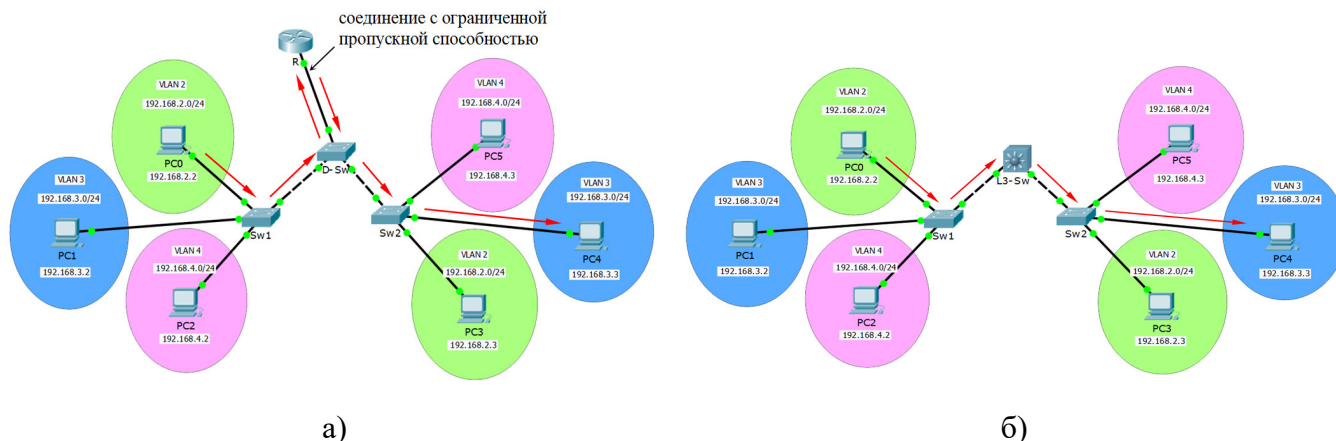 соединение с ограниченной
пропускной способностью
R
VLAN 2
192.168.2.0/24
PC0
192.168.2.2
VLAN 4
192.168.4.0/24
PC5
192.168.4.3
D-Sw
VLAN 3
192.168.3.0/24
PC1
192.168.3.2
Sw1
Sw2
VLAN 3
192.168.3.0/24
PC4
192.168.3.3
VLAN 4
192.168.4.0/24
PC2
192.168.4.2
VLAN 2
192.168.2.0/24
PC3
192.168.2.3
а)
VLAN 2
192.168.2.0/24
PC0
192.168.2.2
VLAN 4
192.168.4.0/24
PC5
192.168.4.3
L3-Sw
VLAN 3
192.168.3.0/24
PC1
192.168.3.2
Sw1
Sw2
VLAN 3
192.168.3.0/24
PC4
192.168.3.3
VLAN 4
192.168.4.0/24
PC2
192.168.4.2
VLAN 2
192.168.2.0/24
PC3
192.168.2.3
б)